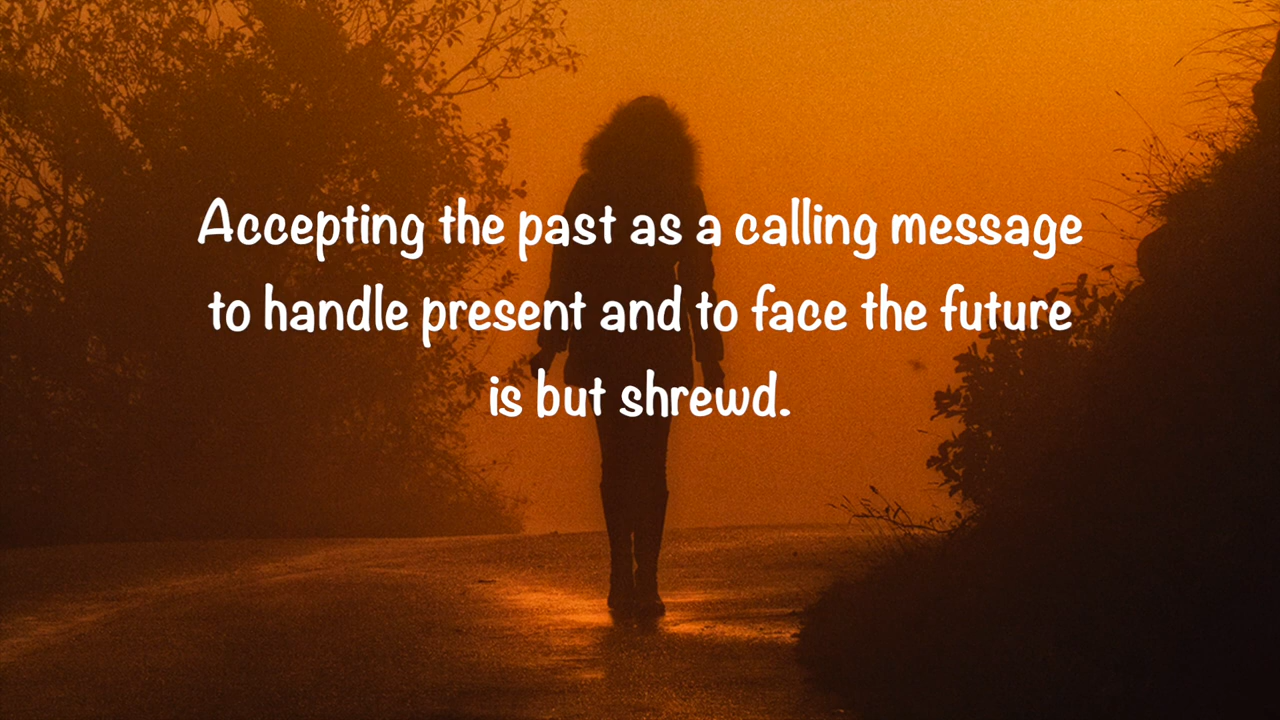 Accepting the past as a calling message
to handle present and to face the future
is but shrewd.